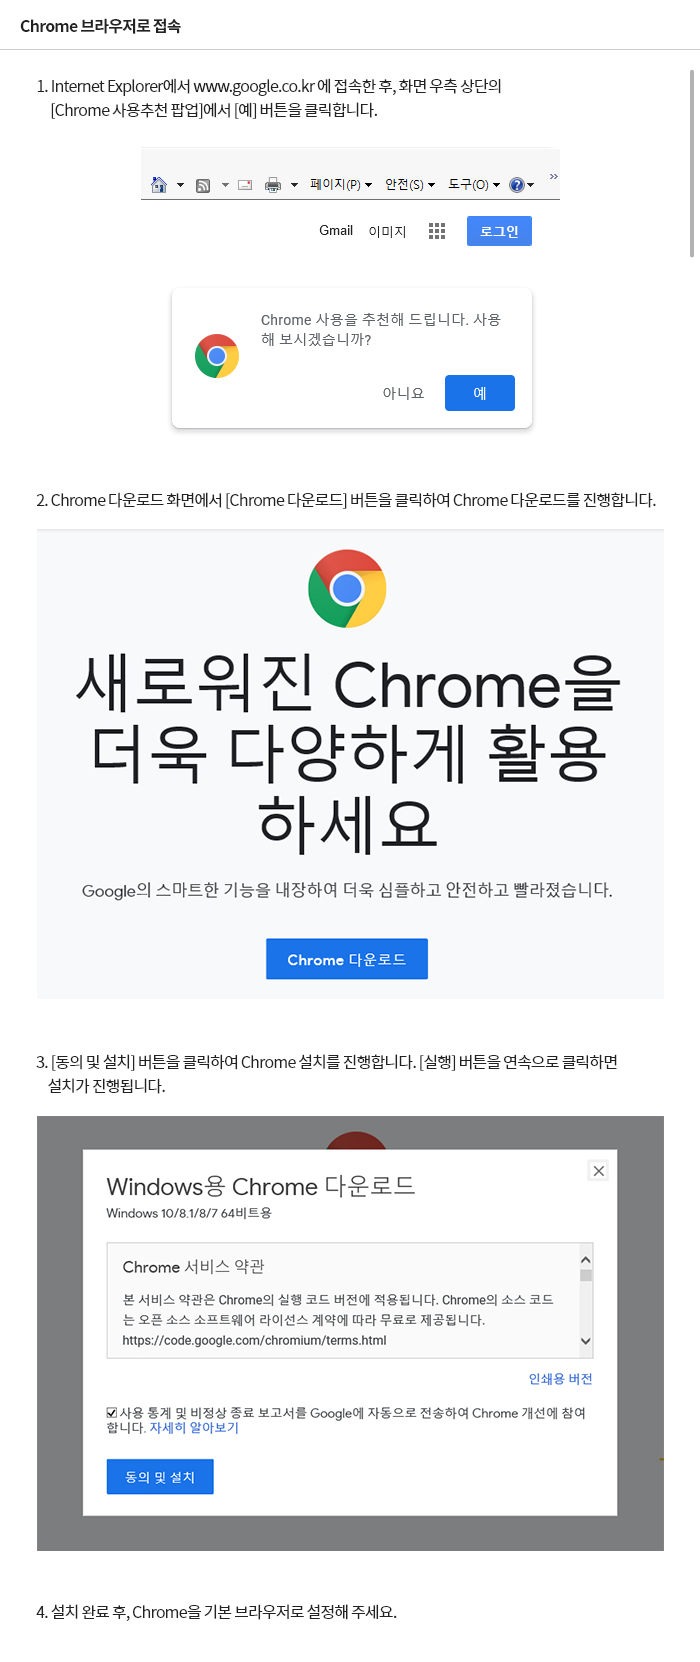 Chrome 브라우저로 접속
1. Internet Explorer에서 www.google.co.kr 에 접속한 후, 화면 우측 상단의
[Chrome 사용추천 팝업]에서 [예] 버튼을 클릭합니다.
페이지(P) 안전(S) 도구(O) »
Gmail 이미지 로그인
Chrome 사용을 추천해 드립니다. 사용
해 보시겠습니까?
아니요 예
2. Chrome 다운로드 화면에서 [Chrome 다운로드] 버튼을 클릭하여 Chrome 다운로드를 진행합니다.
새로워진 Chrome을
더욱 다양하게 활용
하세요
Google의 스마트한 기능을 내장하여 더욱 심플하고 안전하고 빨라졌습니다.
Chrome 다운로드
3. [동의 및 설치] 버튼을 클릭하여 Chrome 설치를 진행합니다. [실행] 버튼을 연속으로 클릭하면
설치가 진행됩니다.
Windows용 Chrome 다운로드
Windows 10/8.1/8/7 64비트용
Chrome 서비스 약관
본 서비스 약관은 Chrome의 실행 코드 버전에 적용됩니다. Chrome의 소스 코드
는 오픈 소스 소프트웨어 라이선스 계약에 따라 무료로 제공됩니다.
https://code.google.com/chromium/terms.html
인쇄용 버전
사용 통계 및 비정상 종료 보고서를 Google에 자동으로 전송하여 Chrome 개선에 참여
합니다. 자세히 알아보기
동의 및 설치
4. 설치 완료 후, Chrome을 기본 브라우저로 설정해 주세요.